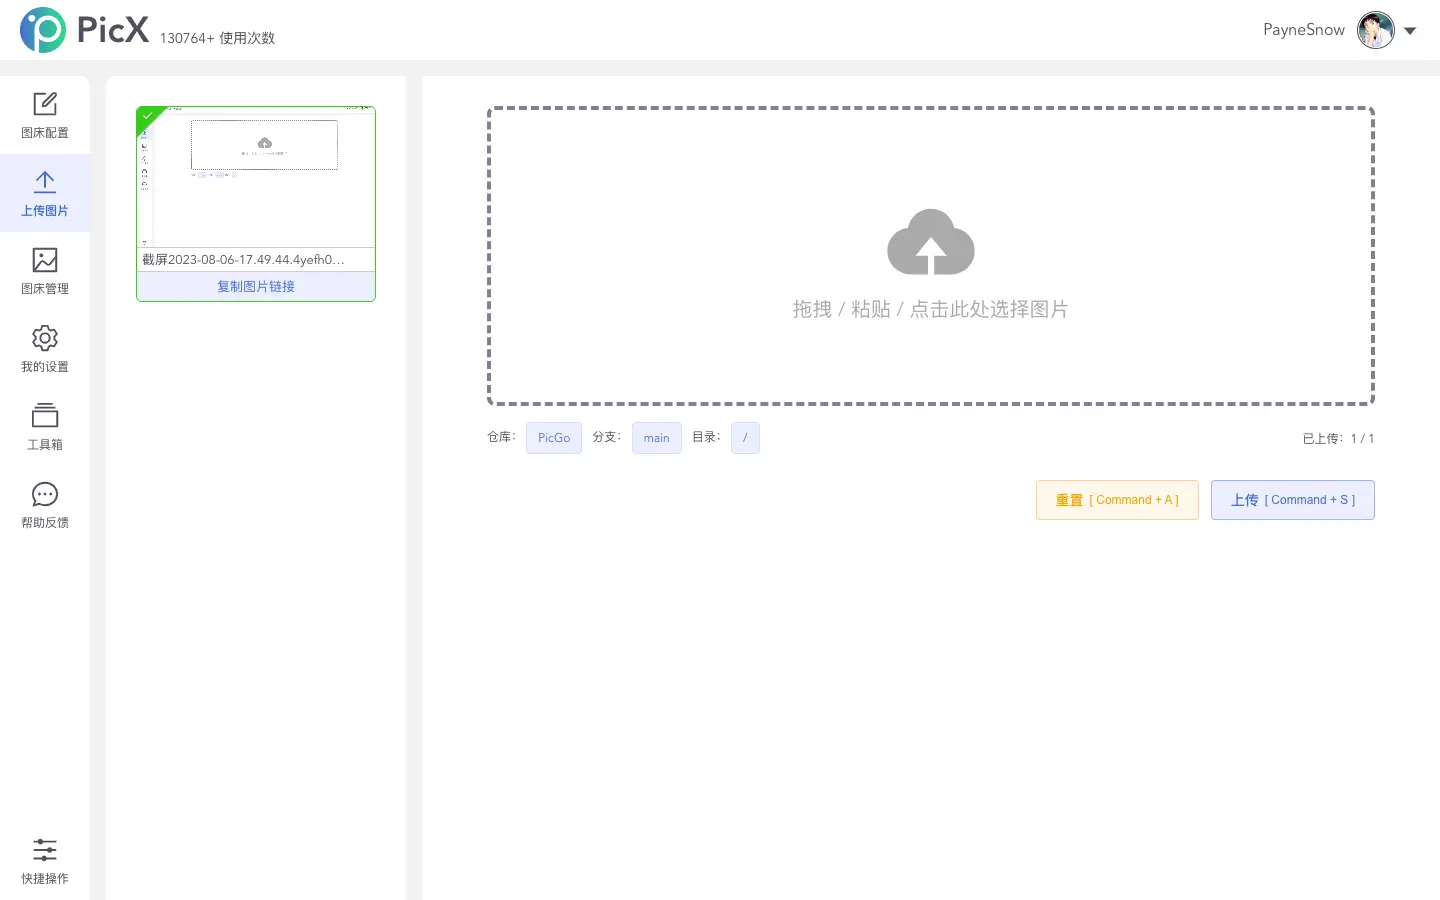 PicX
130764+ 使用次数
PayneSnow
图床配置
上传图片
图床管理
我的设置
工具箱
帮助反馈
快捷操作
截屏2023-08-06-17.49.44.4yefh0...
复制图片链接
拖拽 / 粘贴 / 点击此处选择图片
仓库： PicGo 分支： main 目录： /
已上传：1 / 1
重置 [ Command + A ]
上传 [ Command + S ]